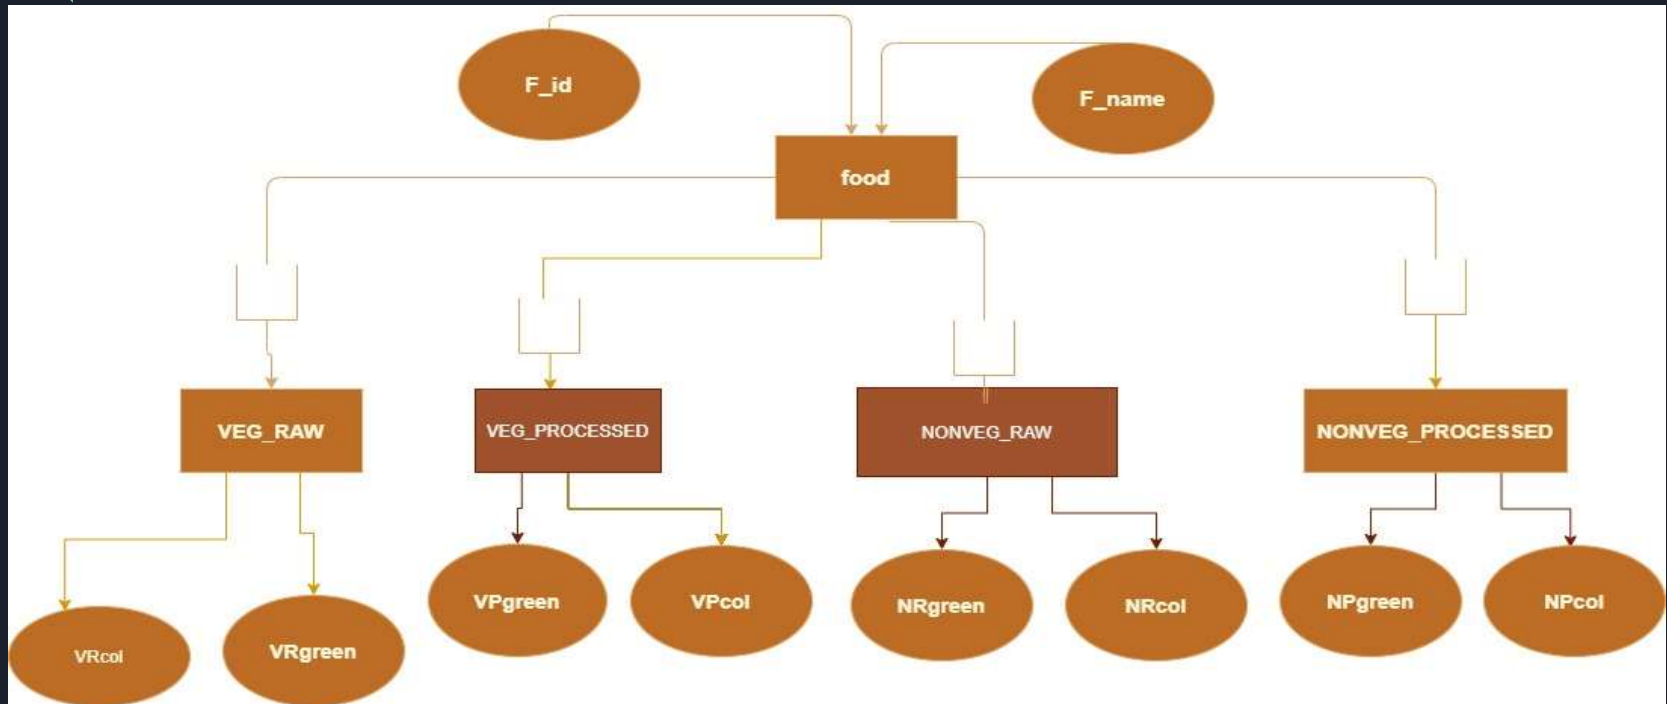 F_id
F_name
food
VEG_RAW
VEG_PROCESSED
NONVEG_RAW
NONVEG_PROCESSED
VPgreen
VPcol
NRgreen
NRcol
NPgreen
NPcol
VRcol
VRgreen